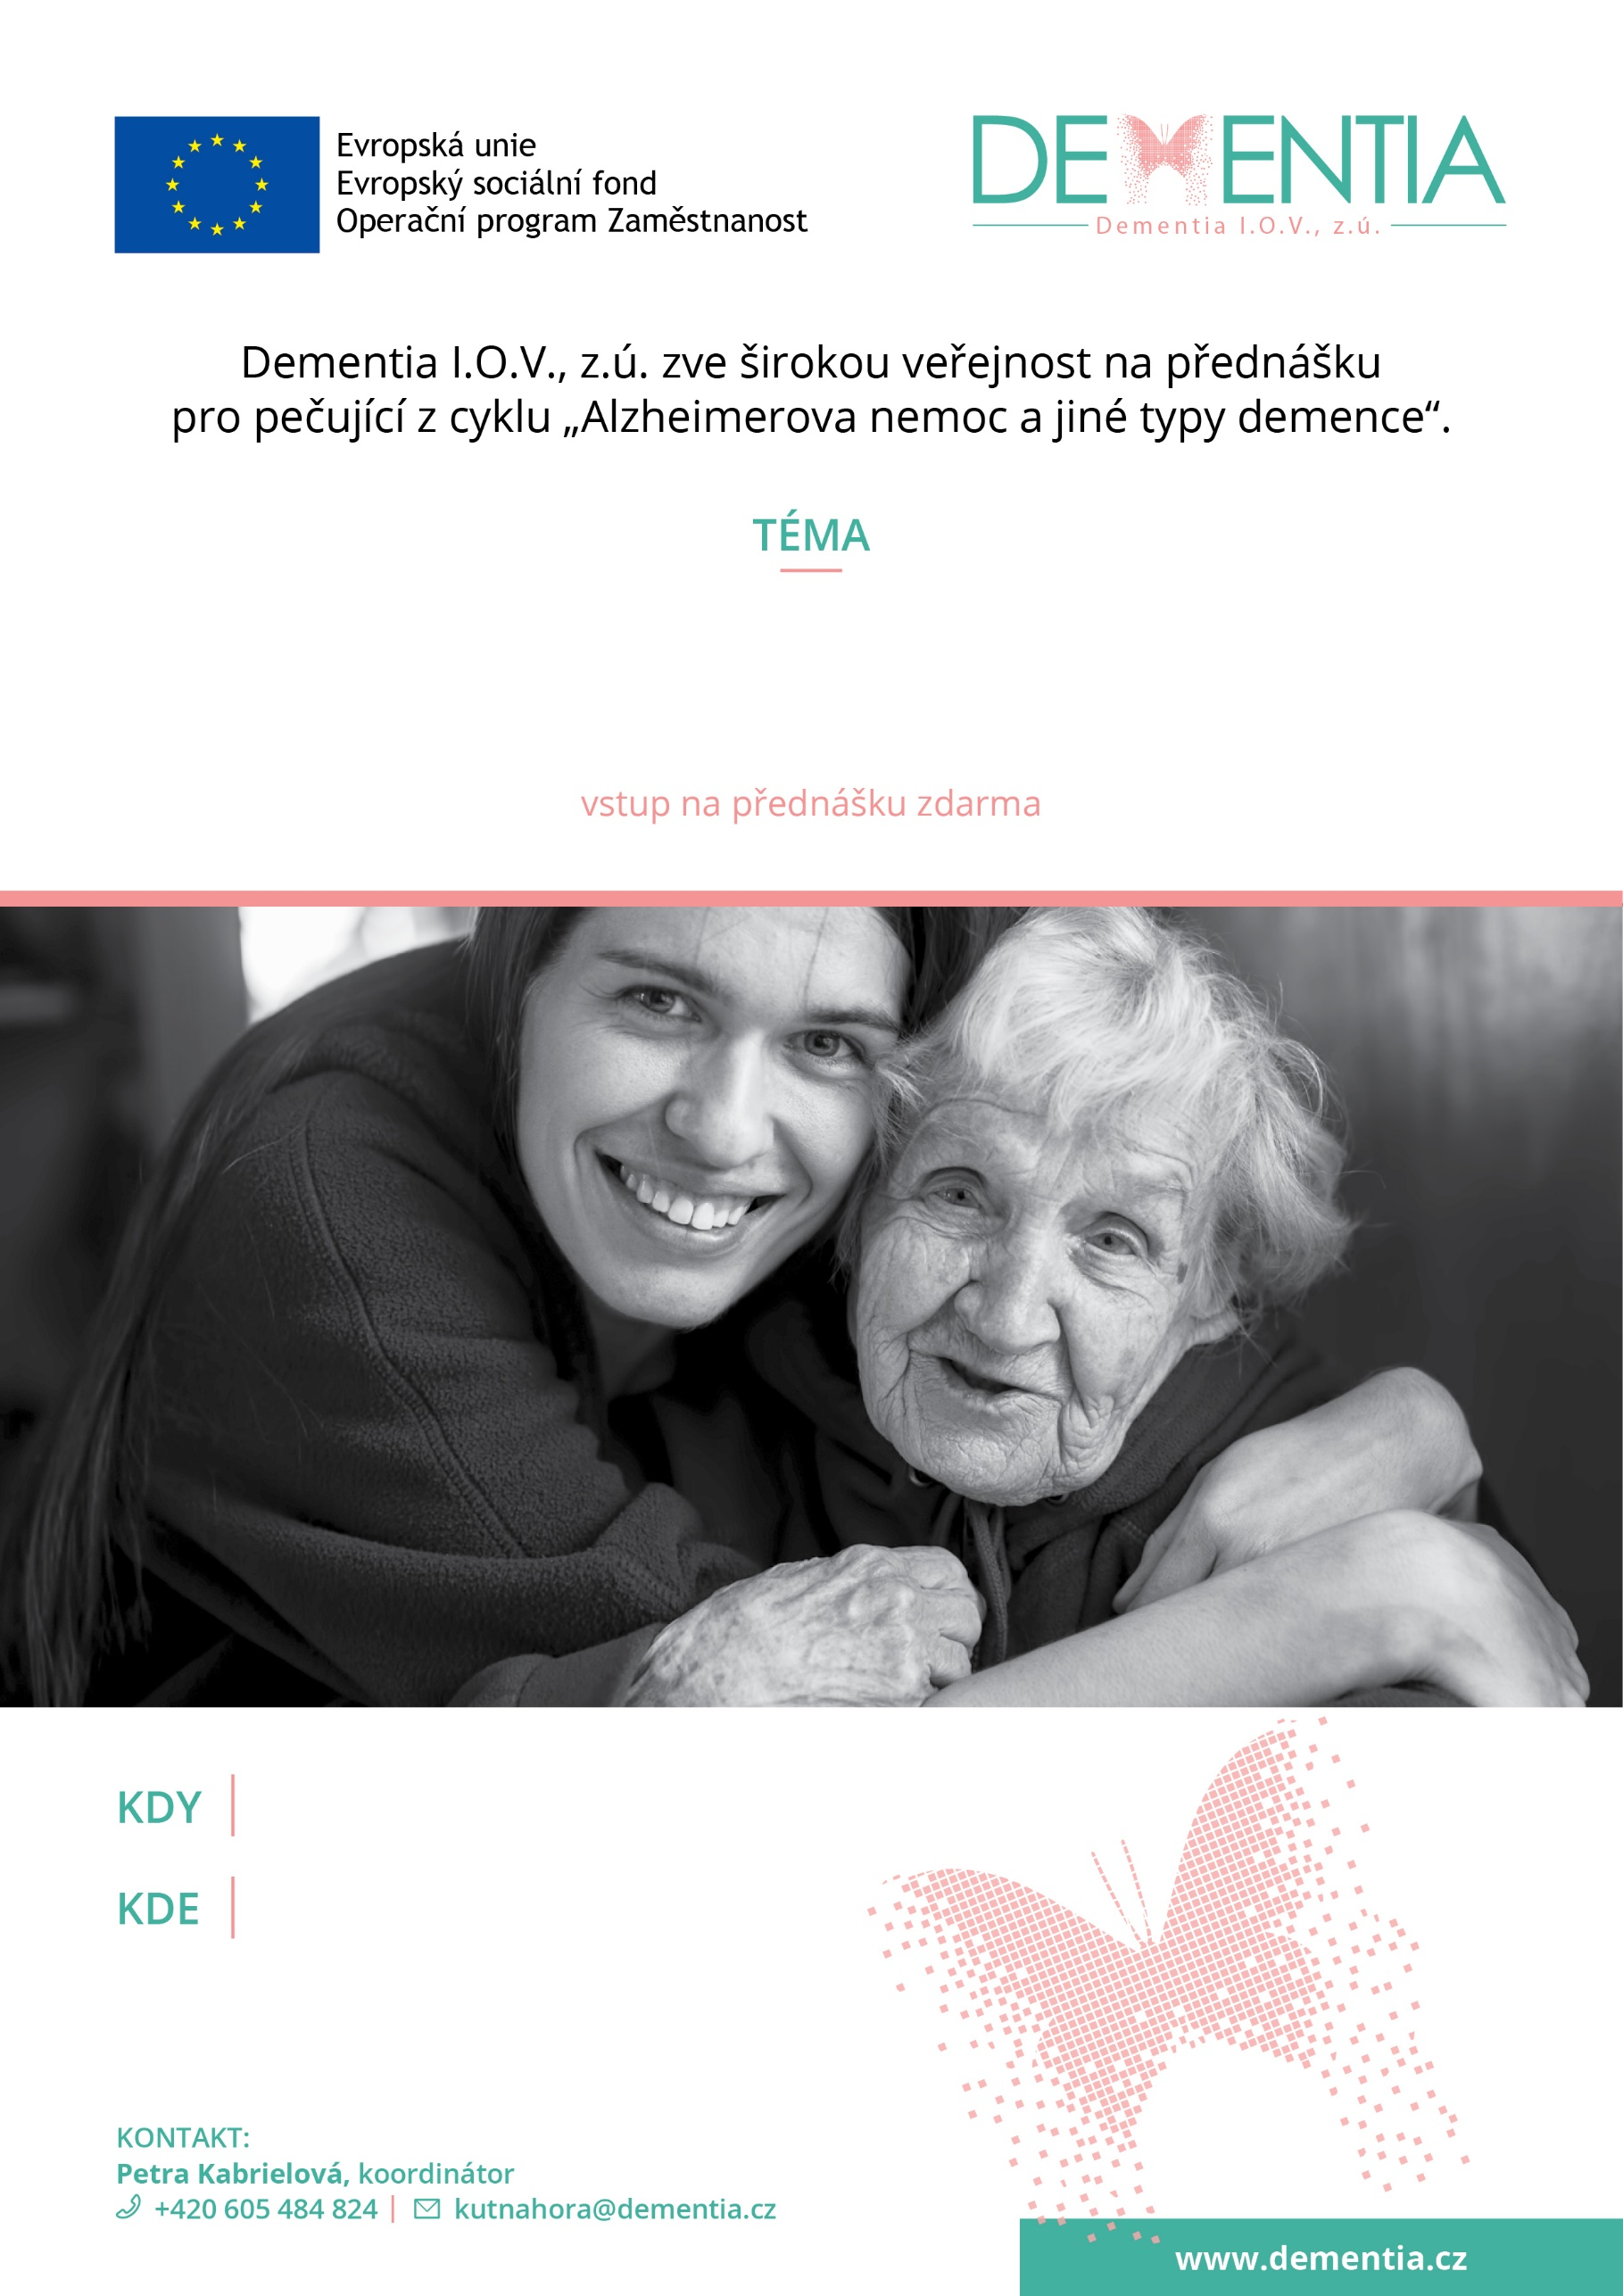 Evropská unie
Evropský sociální fond
Operační program Zaměstnanost
DEMENTIA
Dementia I.O.V., z.ú.
Dementia I.O.V., z.ú. zve širokou veřejnost na přednášku
pro pečující z cyklu „Alzheimerova nemoc a jiné typy demence“.
TÉMA
vstup na přednášku zdarma
KDY
KDE
KONTAKT:
Petra Kabrielová, koordinátor
+420 605 484 824 | kutnahora@dementia.cz
www.dementia.cz